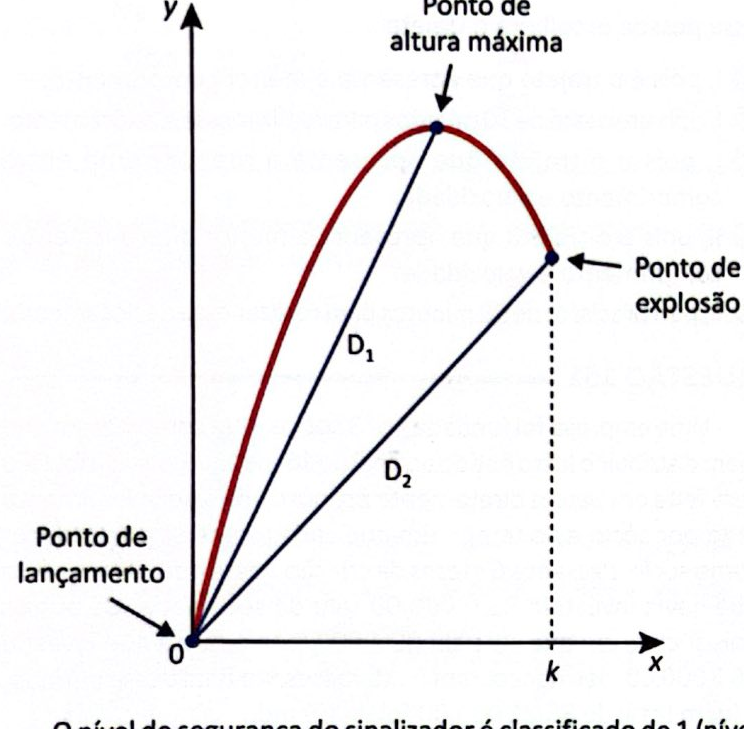 y
Ponto de
altura máxima
Ponto de
explosão
D1
D2
Ponto de
lançamento
0
k
x
O nível de segurança do sinalizador é classificado de 1 (níve